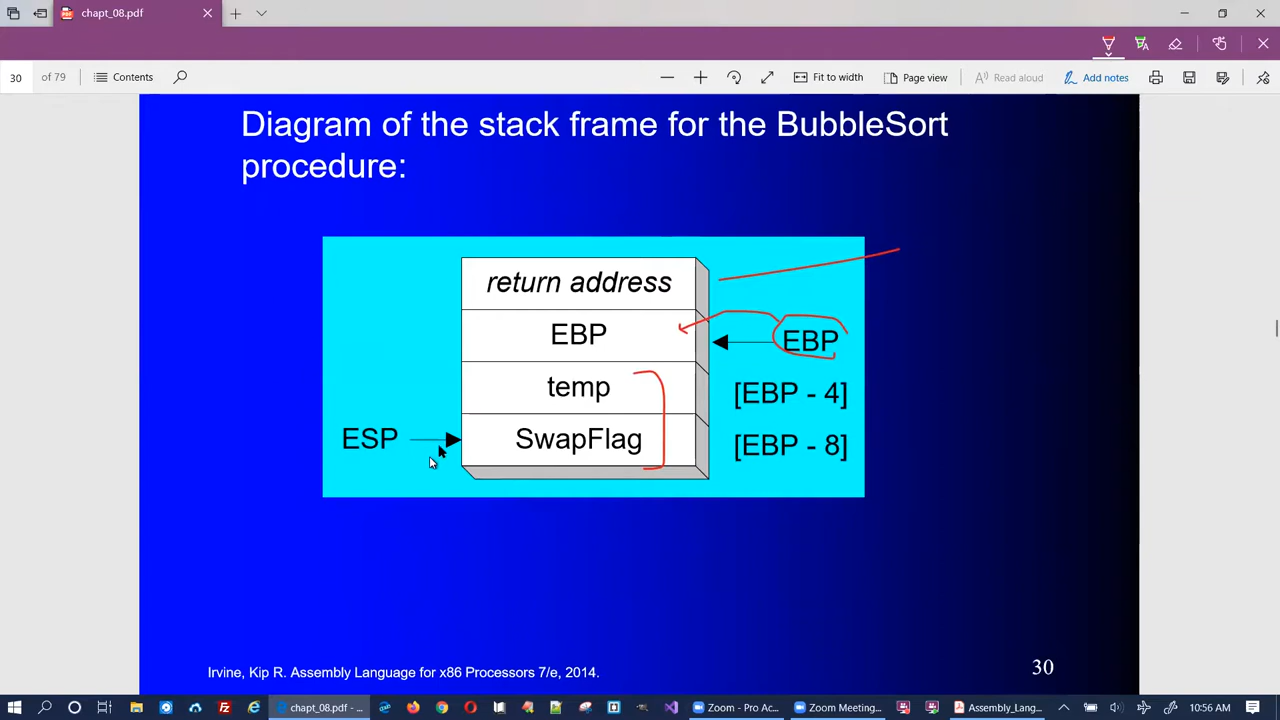 chapt_08.pdf
30 of 79 Contents Fit to width Page view Read aloud Add notes
Diagram of the stack frame for the BubbleSort
procedure:
return address
EBP EBP
temp [EBP - 4]
ESP SwapFlag [EBP - 8]
Irvine, Kip R. Assembly Language for x86 Processors 7/e, 2014. 30
chapt_08.pdf - ... Zoom - Pro Ac... Zoom Meeting... Assembly_Lang... 10:56 AM